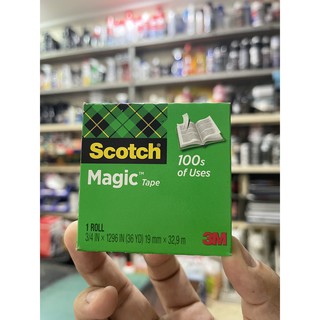 Scotch
Magic™ Tape
100s
of Uses
1 ROLL
3/4 IN × 1296 IN (36 YD) 19 mm × 32,9 m
3M